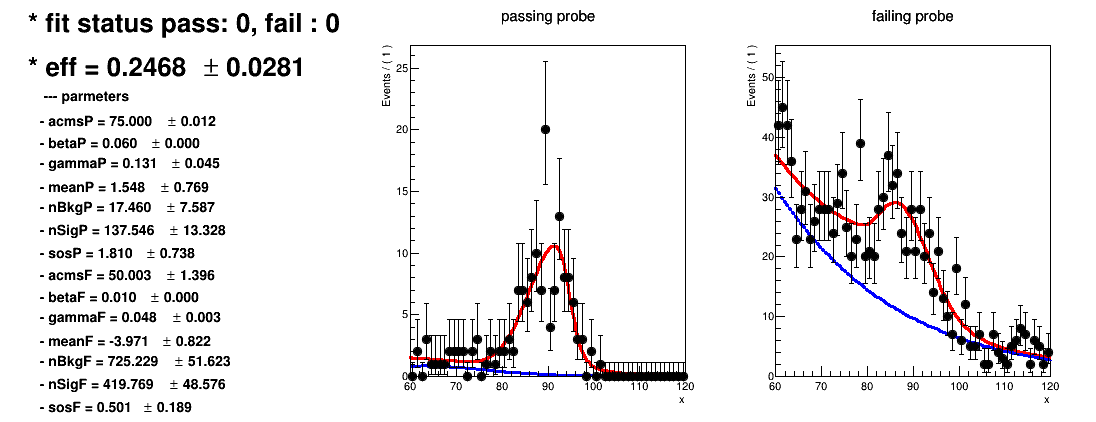 * fit status pass: 0, fail : 0
* eff = 0.2468 ± 0.0281
--- parmeters
- acmsP = 75.000 ± 0.012
- betaP = 0.060 ± 0.000
- gammaP = 0.131 ± 0.045
- meanP = 1.548 ± 0.769
- nBkgP = 17.460 ± 7.587
- nSigP = 137.546 ± 13.328
- sosP = 1.810 ± 0.738
- acmsF = 50.003 ± 1.396
- betaF = 0.010 ± 0.000
- gammaF = 0.048 ± 0.003
- meanF = -3.971 ± 0.822
- nBkgF = 725.229 ± 51.623
- nSigF = 419.769 ± 48.576
- sosF = 0.501 ± 0.189
passing probe
Events / ( 1 )
25
20
15
10
5
0
60 70 80 90 100 110 120
x
failing probe
Events / ( 1 )
50
40
30
20
10
0
60 70 80 90 100 110 120
x